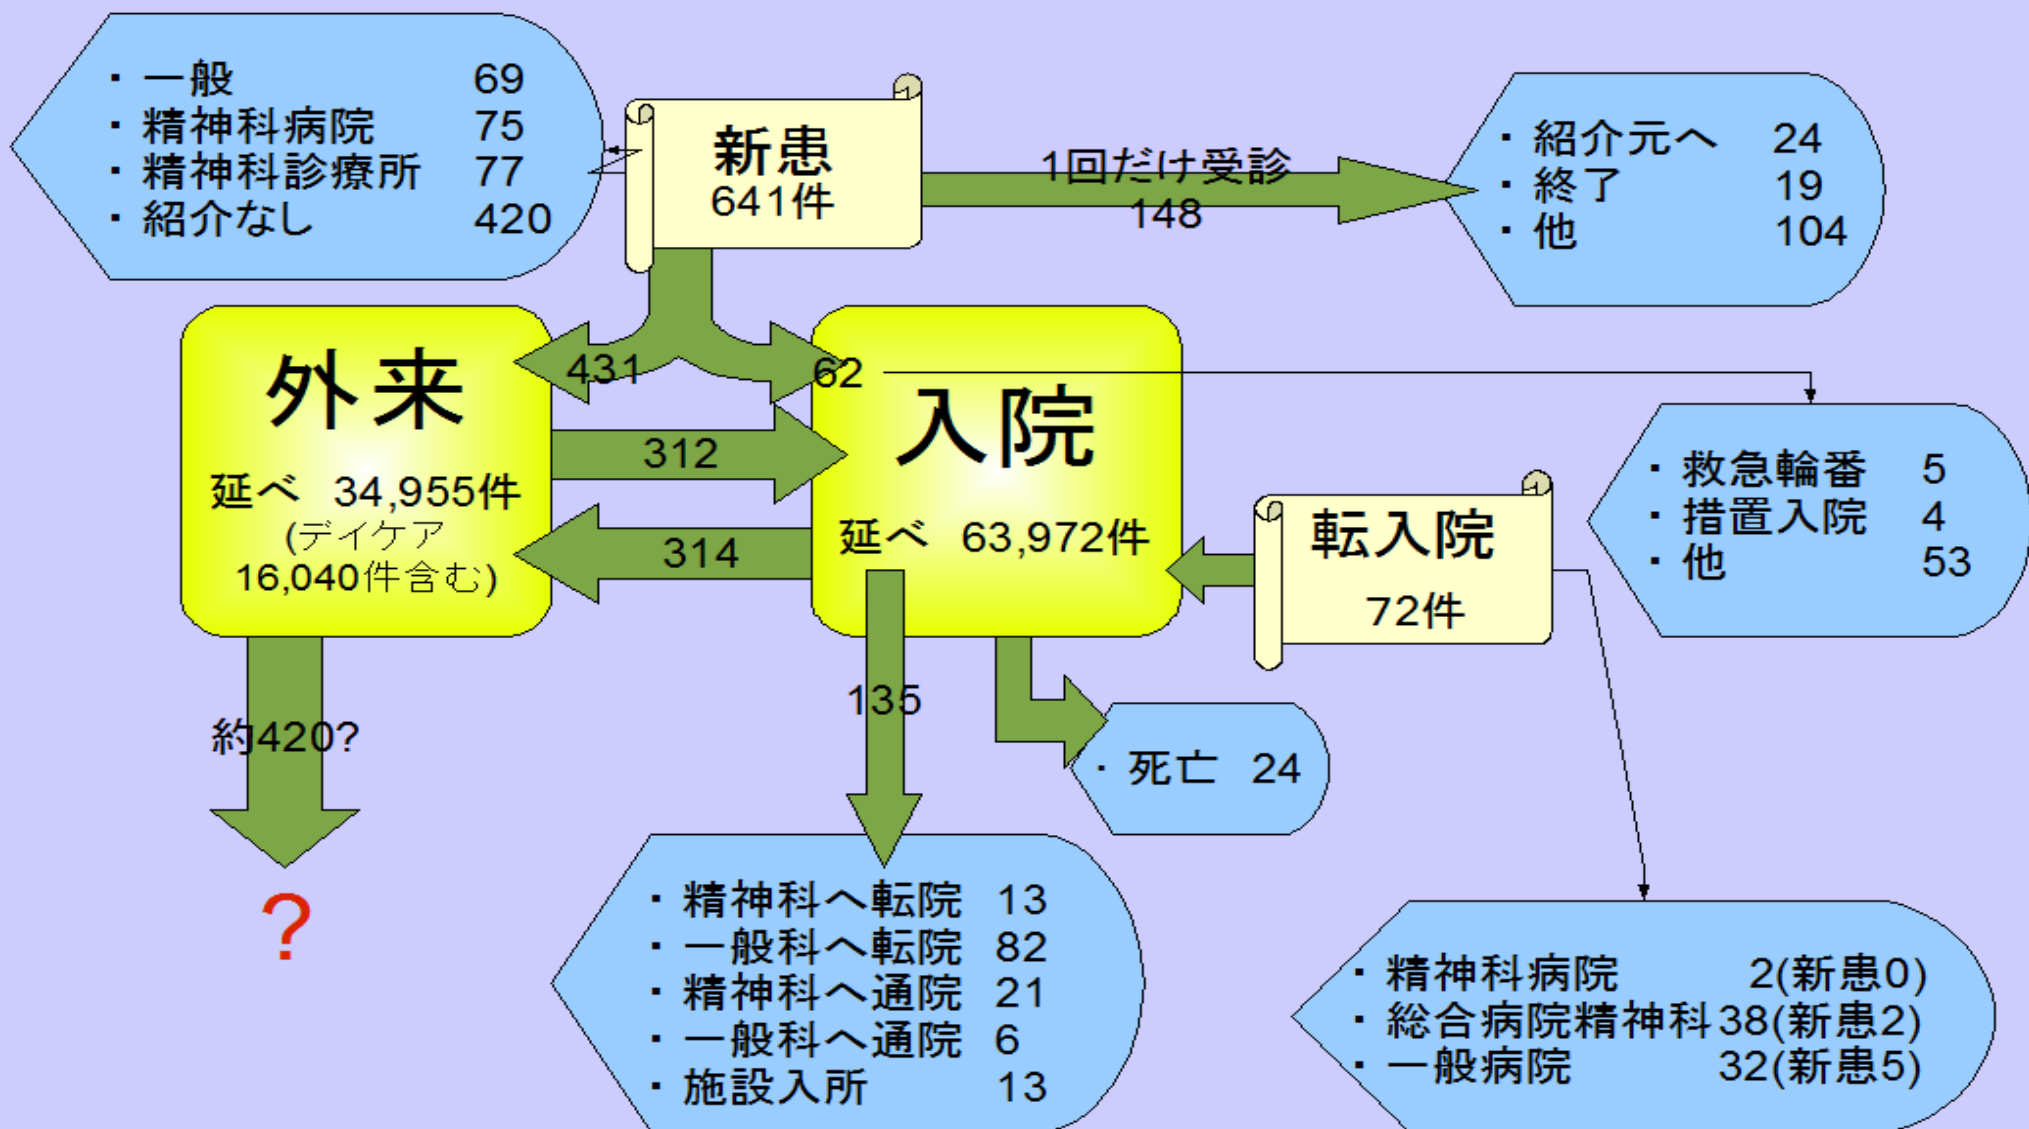 ・一般 69
・精神科病院 75
・精神科診療所 77
・紹介なし 420
新患
641件
1回だけ受診
148
・紹介元へ 24
・終了 19
・他 104
431
62
外来
延べ 34,955件
(デイケア
16,040件含む)
312
314
入院
延べ 63,972件
転入院
72件
・救急輪番 5
・措置入院 4
・他 53
約420?
?
135
・死亡 24
・精神科へ転院 13
・一般科へ転院 82
・精神科へ通院 21
・一般科へ通院 6
・施設入所 13
・精神科病院 2(新患0)
・総合病院精神科 38(新患2)
・一般病院 32(新患5)